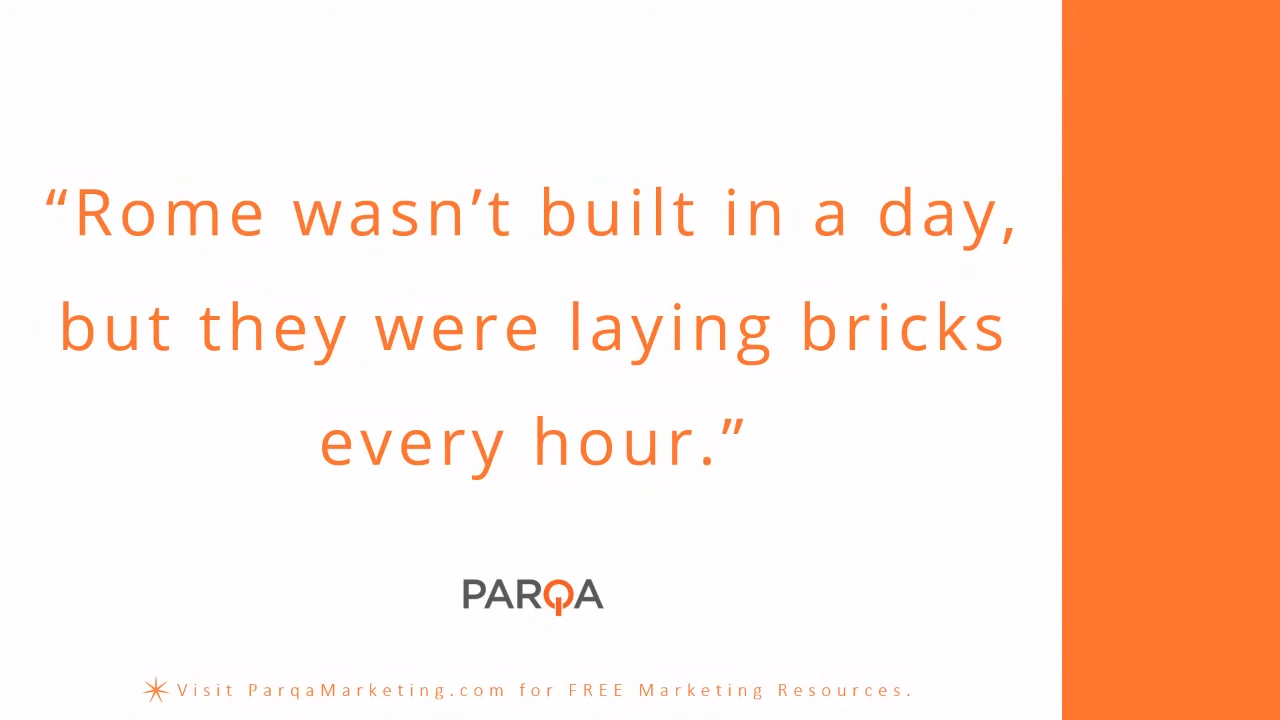 “Rome wasn’t built in a day,
but they were laying bricks
every hour.”
PARQA
Visit ParqaMarketing.com for FREE Marketing Resources.